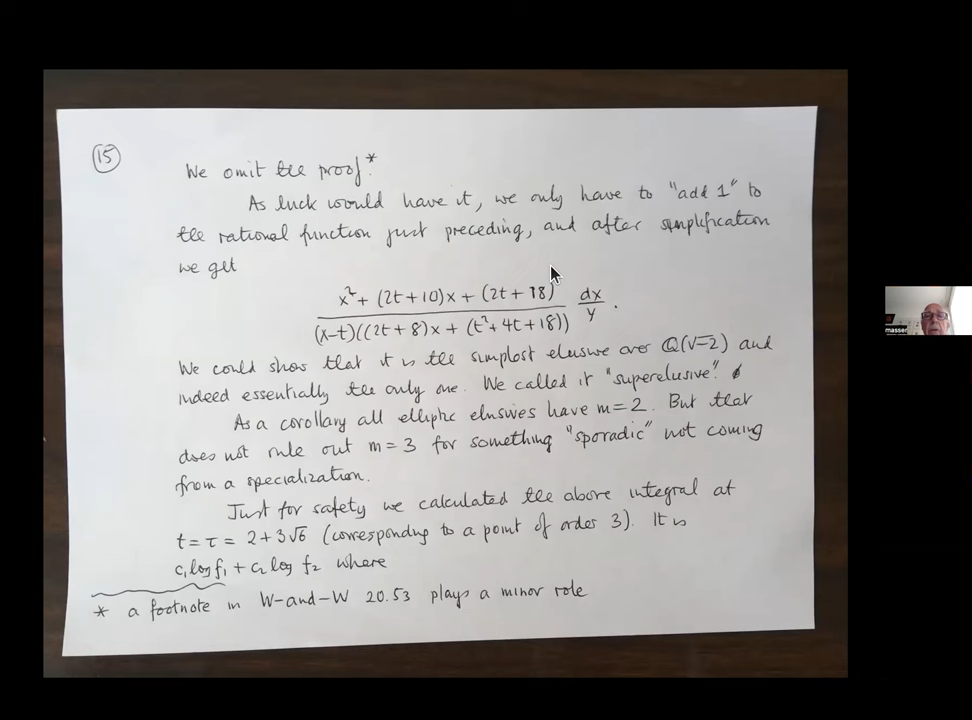 15
We omit the proof*.
As luck would have it, we only have to "add 1" to
the rational function just preceding, and after simplification
we get
x² + (2t+10)x + (2t+18)
(x-t)((2t+8)x + (t²+4t+18))
dx
y
.
We could show that it is the simplest elusive over Q(√-2) and
indeed essentially the only one. We called it "superelusive".
As a corollary all elliptic elusives have m=2. But that
does not rule out m=3 for something "sporadic" not coming
from a specialization.
Just for safety we calculated the above integral at
t = τ = 2+3√6 (corresponding to a point of order 3). It is
c₁ log f₁ + c₂ log f₂ where
* a footnote in W-and-W 20.53 plays a minor role
masser